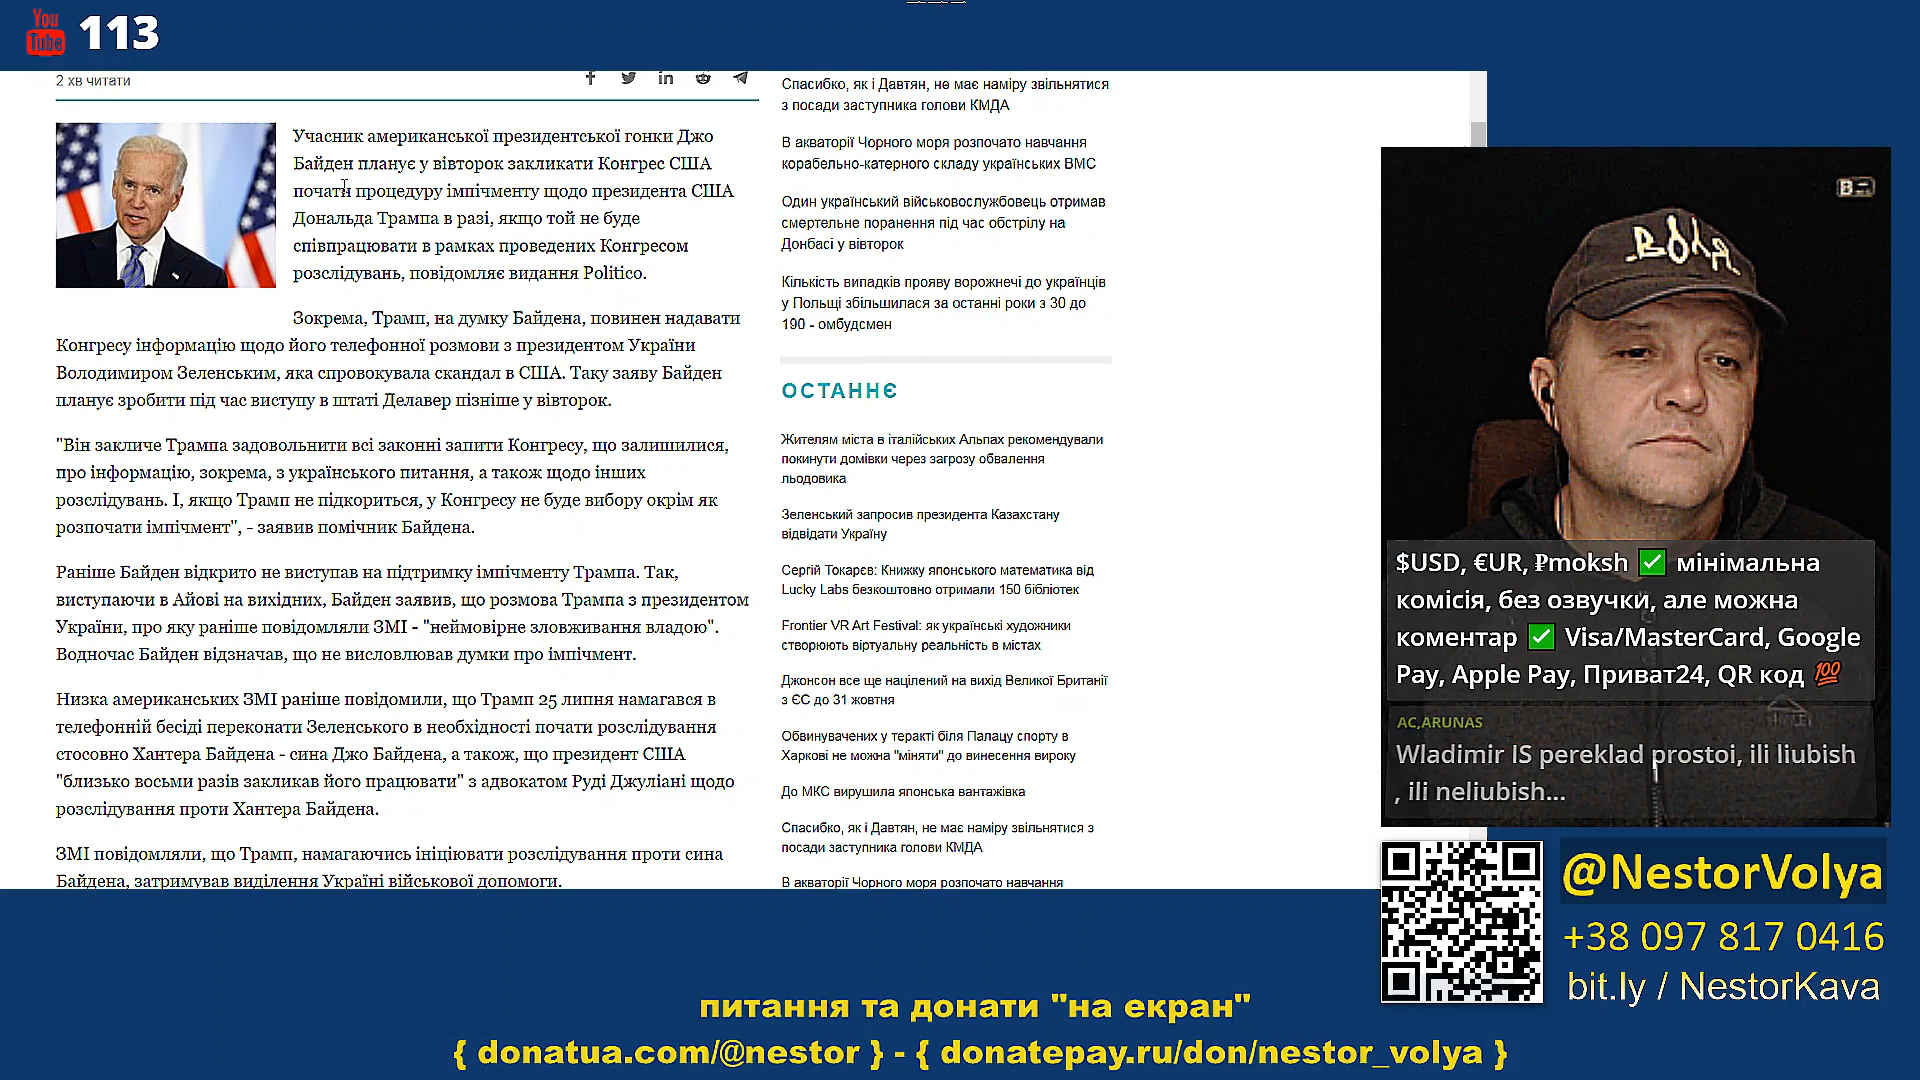 You
Tube
113
2 хв читати
Учасник американської президентської гонки Джо
Байден планує у вівторок закликати Конгрес США
почати процедуру імпічменту щодо президента США
Дональда Трампа в разі, якщо той не буде
співпрацювати в рамках проведених Конгресом
розслідувань, повідомляє видання Politico.
Зокрема, Трамп, на думку Байдена, повинен надавати
Конгресу інформацію щодо його телефонної розмови з президентом України
Володимиром Зеленським, яка спровокувала скандал в США. Таку заяву Байден
планує зробити під час виступу в штаті Делавер пізніше у вівторок.
"Він закличе Трампа задовольнити всі законні запити Конгресу, що залишилися,
про інформацію, зокрема, з українського питання, а також щодо інших
розслідувань. І, якщо Трамп не підкориться, у Конгресу не буде вибору окрім як
розпочати імпічмент", - заявив помічник Байдена.
Раніше Байден відкрито не виступав на підтримку імпічменту Трампа. Так,
виступаючи в Айові на вихідних, Байден заявив, що розмова Трампа з президентом
України, про яку раніше повідомляли ЗМІ - "неймовірне зловживання владою".
Водночас Байден відзначав, що не висловлював думки про імпічмент.
Низка американських ЗМІ раніше повідомили, що Трамп 25 липня намагався в
телефонній бесіді переконати Зеленського в необхідності почати розслідування
стосовно Хантера Байдена - сина Джо Байдена, а також, що президент США
"близько восьми разів закликав його працювати" з адвокатом Руді Джуліані щодо
розслідування проти Хантера Байдена.
ЗМІ повідомляли, що Трамп, намагаючись ініціювати розслідування проти сина
Байдена, затримував виділення Україні військової допомоги.
Спасибко, як і Давтян, не має наміру звільнятися
з посади заступника голови КМДА
В акваторії Чорного моря розпочато навчання
корабельно-катерного складу українських ВМС
Один український військовослужбовець отримав
смертельне поранення під час обстрілу на
Донбасі у вівторок
Кількість випадків прояву ворожнечі до українців
у Польщі збільшилася за останні роки з 30 до
190 - омбудсмен
ОСТАННЄ
Жителям міста в італійських Альпах рекомендували
покинути домівки через загрозу обвалення
льодовика
Зеленський запросив президента Казахстану
відвідати Україну
Сергій Токарєв: Книжку японського математика від
Lucky Labs безкоштовно отримали 150 бібліотек
Frontier VR Art Festival: як українські художники
створюють віртуальну реальність в містах
Джонсон все ще націлений на вихід Великої Британії
з ЄС до 31 жовтня
Обвинувачених у теракті біля Палацу спорту в
Харкові не можна "міняти" до винесення вироку
До МКС вирушила японська вантажівка
Спасибко, як і Давтян, не має наміру звільнятися з
посади заступника голови КМДА
В акваторії Чорного моря розпочато навчання
Воля
$USD, €UR, ₽moksh ✅ мінімальна
комісія, без озвучки, але можна
коментар ✅ Visa/MasterCard, Google
Pay, Apple Pay, Приват24, QR код 💯
AC,ARUNAS
Wladimir IS pereklad prostoi, ili liubish
, ili neliubish...
@NestorVolya
+38 097 817 0416
bit.ly / NestorKava
питання та донати "на екран"
{ donatua.com/@nestor } - { donatepay.ru/don/nestor_volya }